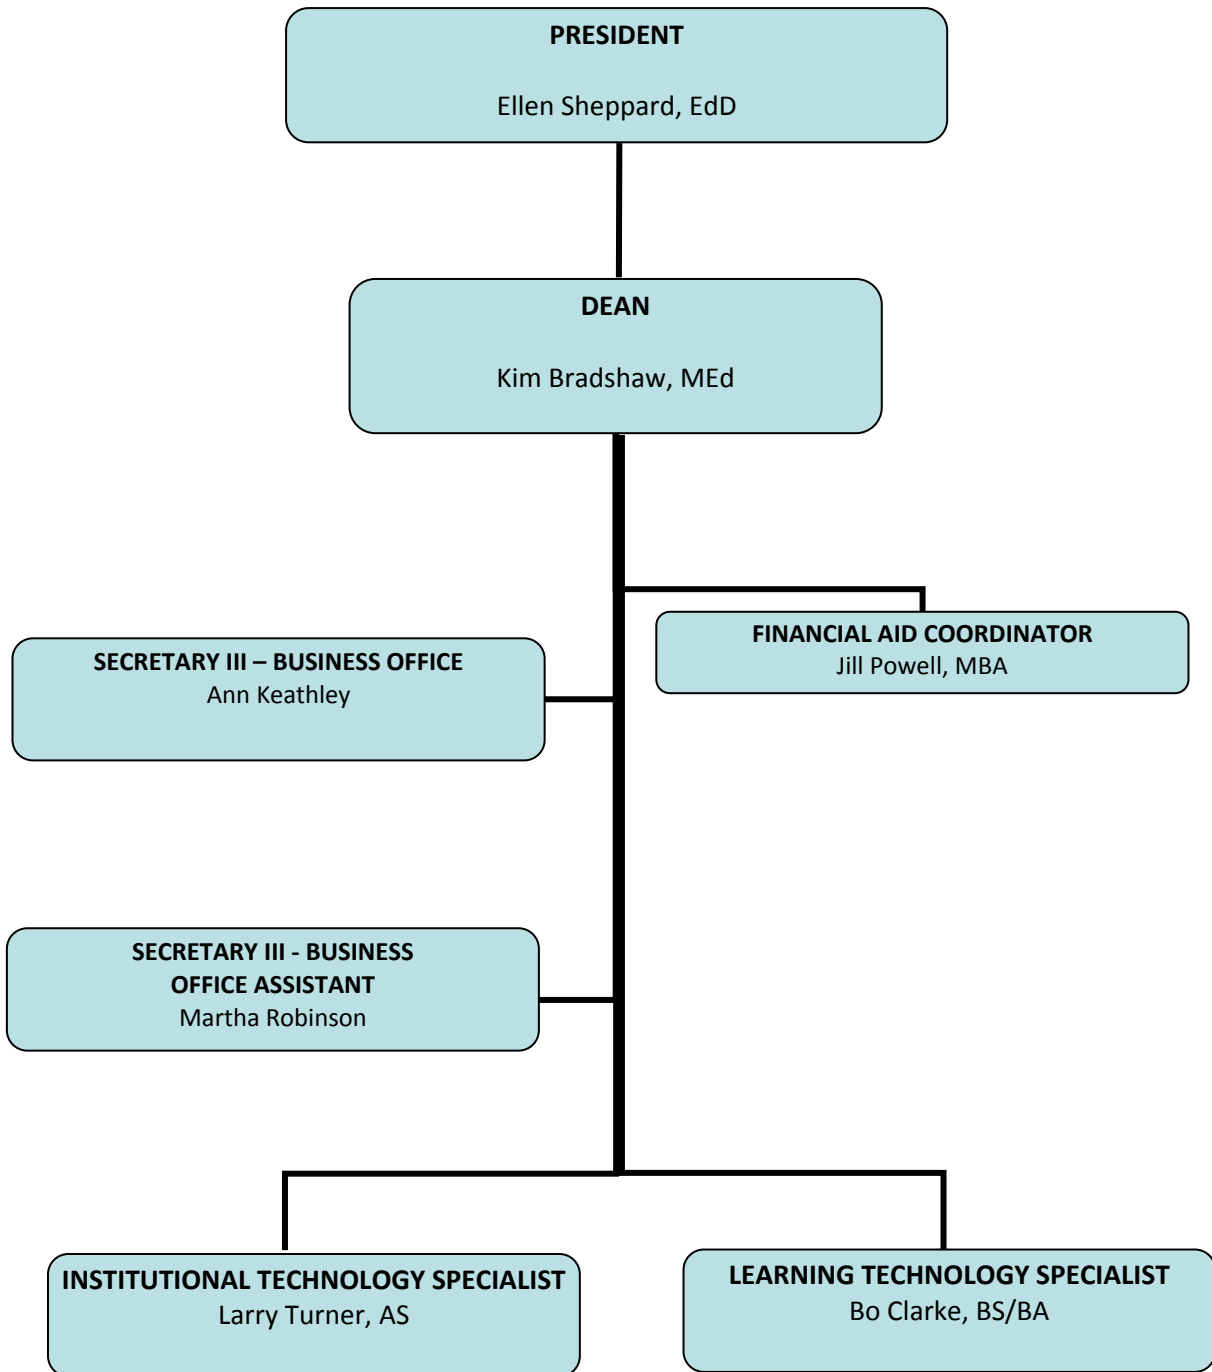 PRESIDENT
Ellen Sheppard, EdD
DEAN
Kim Bradshaw, MEd
FINANCIAL AID COORDINATOR
Jill Powell, MBA
SECRETARY III – BUSINESS OFFICE
Ann Keathley
SECRETARY III - BUSINESS
OFFICE ASSISTANT
Martha Robinson
INSTITUTIONAL TECHNOLOGY SPECIALIST
Larry Turner, AS
LEARNING TECHNOLOGY SPECIALIST
Bo Clarke, BS/BA